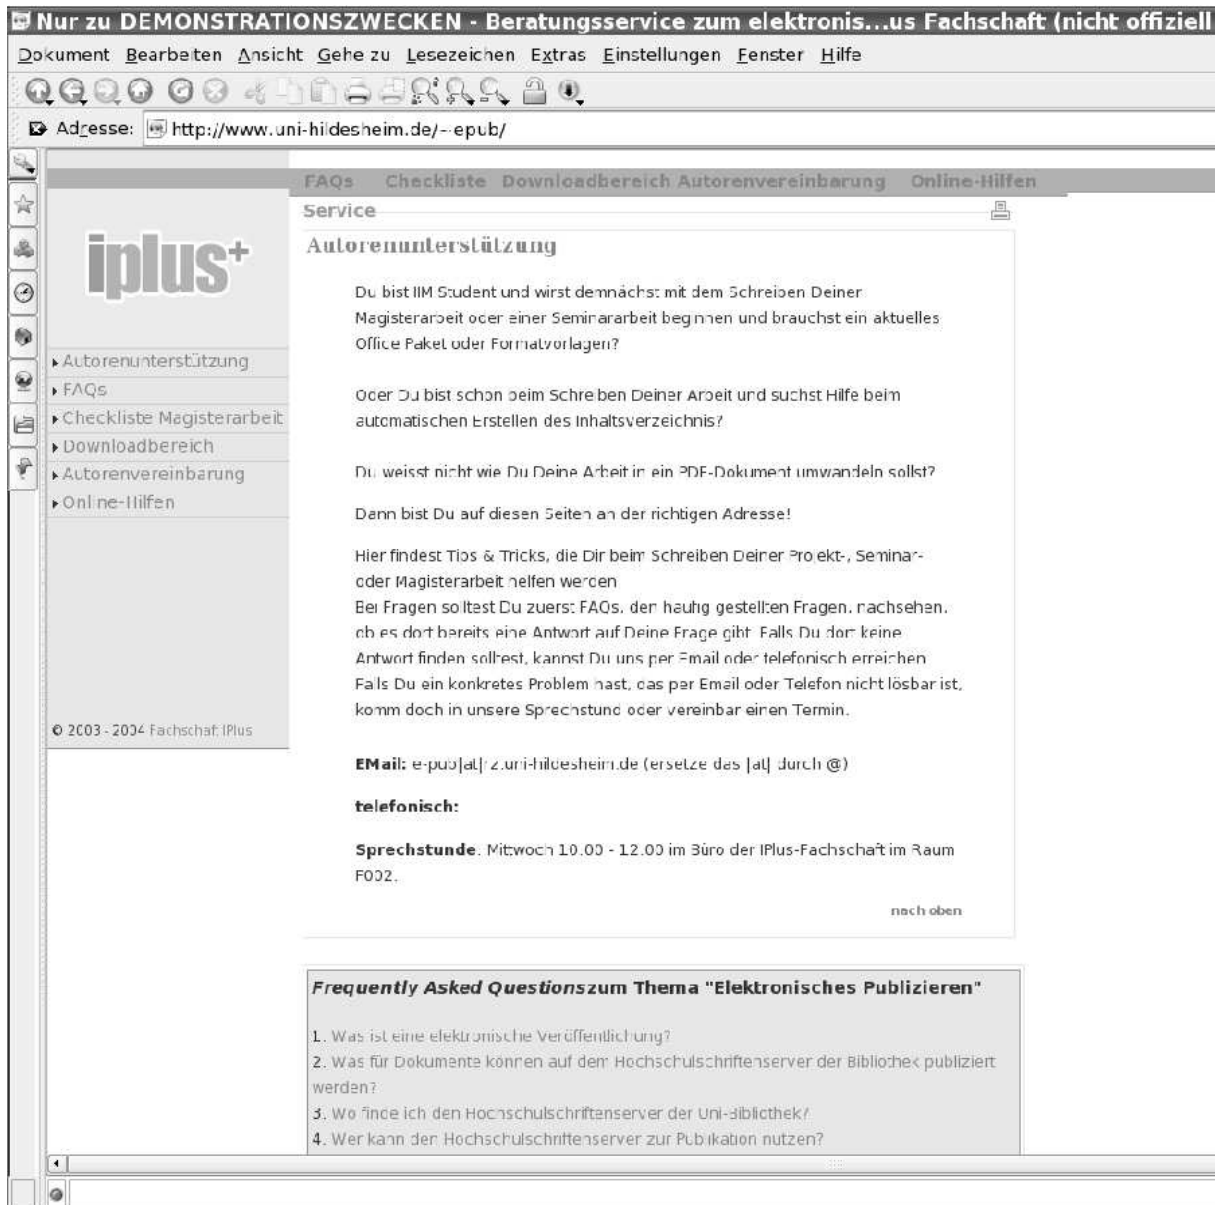 Nur zu DEMONSTRATIONSZWECKEN - Beratungsservice zum elektronis...us Fachschaft (nicht offiziell
Dokument Bearbeiten Ansicht Gehe zu Lesezeichen Extras Einstellungen Fenster Hilfe
Adresse: http://www.uni-hildesheim.de/~epub/
FAQs Checkliste Downloadbereich Autorenvereinbarung Online-Hilfen
Service
iplus+
Autorenunterstützung
FAQs
Checkliste Magisterarbeit
Downloadbereich
Autorenvereinbarung
Online-Hilfen
© 2003 - 2004 Fachschaft IPlus
Autorenunterstützung
Du bist IIM Student und wirst demnächst mit dem Schreiben Deiner
Magisterarbeit oder einer Seminararbeit beginnen und brauchst ein aktuelles
Office Paket oder Formatvorlagen?
Oder Du bist schon beim Schreiben Deiner Arbeit und suchst Hilfe beim
automatischen Erstellen des Inhaltsverzeichnis?
Du weisst nicht wie Du Deine Arbeit in ein PDF-Dokument umwandeln sollst?
Dann bist Du auf diesen Seiten an der richtigen Adresse!
Hier findest Tips & Tricks, die Dir beim Schreiben Deiner Projekt-, Seminar-
oder Magisterarbeit helfen werden
Bei Fragen solltest Du zuerst FAQs, den häufig gestellten Fragen, nachsehen,
ob es dort bereits eine Antwort auf Deine Frage gibt. Falls Du dort keine
Antwort finden solltest, kannst Du uns per Email oder telefonisch erreichen
Falls Du ein konkretes Problem hast, das per Email oder Telefon nicht lösbar ist,
komm doch in unsere Sprechstund oder vereinbar einen Termin.
EMail: e-pub|at|rz.uni-hildesheim.de (ersetze das |at| durch @)
telefonisch:
Sprechstunde: Mittwoch 10.00 - 12.00 im Büro der IPlus-Fachschaft im Raum
F002.
nach oben
Frequently Asked Questionszum Thema "Elektronisches Publizieren"
1. Was ist eine elektronische Veröffentlichung?
2. Was für Dokumente können auf dem Hochschulschriftenserver der Bibliothek publiziert
werden?
3. Wo finde ich den Hochschulschriftenserver der Uni-Bibliothek?
4. Wer kann den Hochschulschriftenserver zur Publikation nutzen?